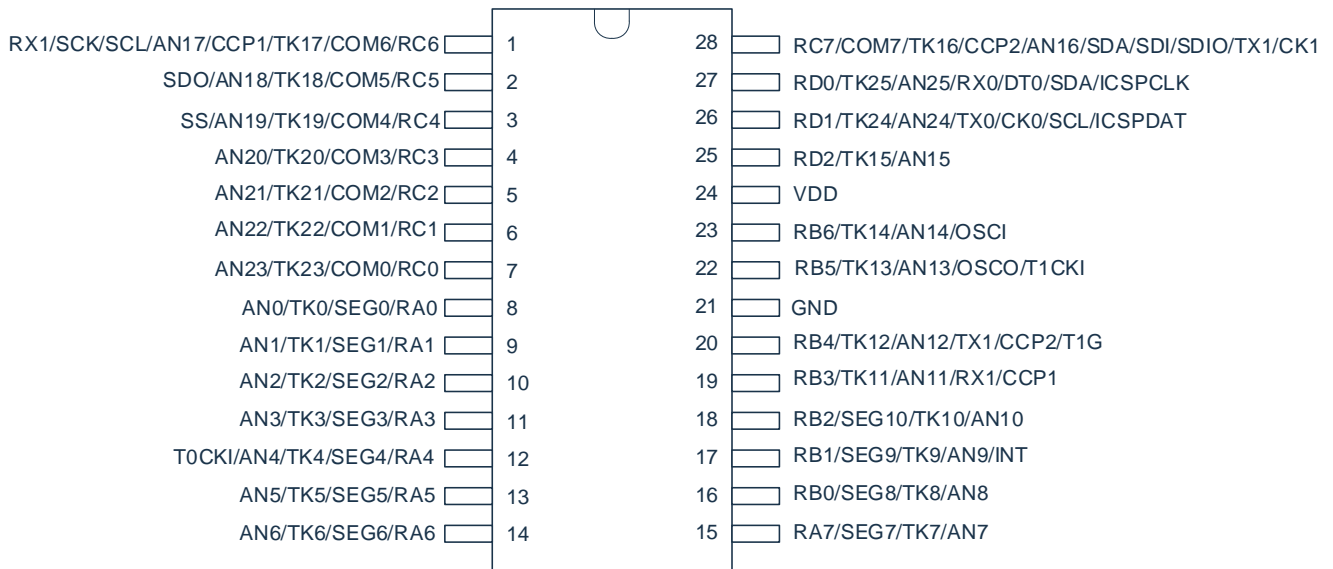 RX1/SCK/SCL/AN17/CCP1/TK17/COM6/RC6 1 28 RC7/COM7/TK16/CCP2/AN16/SDA/SDI/SDIO/TX1/CK1
SDO/AN18/TK18/COM5/RC5 2 27 RD0/TK25/AN25/RX0/DT0/SDA/ICSPCLK
SS/AN19/TK19/COM4/RC4 3 26 RD1/TK24/AN24/TX0/CK0/SCL/ICSPDAT
AN20/TK20/COM3/RC3 4 25 RD2/TK15/AN15
AN21/TK21/COM2/RC2 5 24 VDD
AN22/TK22/COM1/RC1 6 23 RB6/TK14/AN14/OSCI
AN23/TK23/COM0/RC0 7 22 RB5/TK13/AN13/OSCO/T1CKI
AN0/TK0/SEG0/RA0 8 21 GND
AN1/TK1/SEG1/RA1 9 20 RB4/TK12/AN12/TX1/CCP2/T1G
AN2/TK2/SEG2/RA2 10 19 RB3/TK11/AN11/RX1/CCP1
AN3/TK3/SEG3/RA3 11 18 RB2/SEG10/TK10/AN10
T0CKI/AN4/TK4/SEG4/RA4 12 17 RB1/SEG9/TK9/AN9/INT
AN5/TK5/SEG5/RA5 13 16 RB0/SEG8/TK8/AN8
AN6/TK6/SEG6/RA6 14 15 RA7/SEG7/TK7/AN7